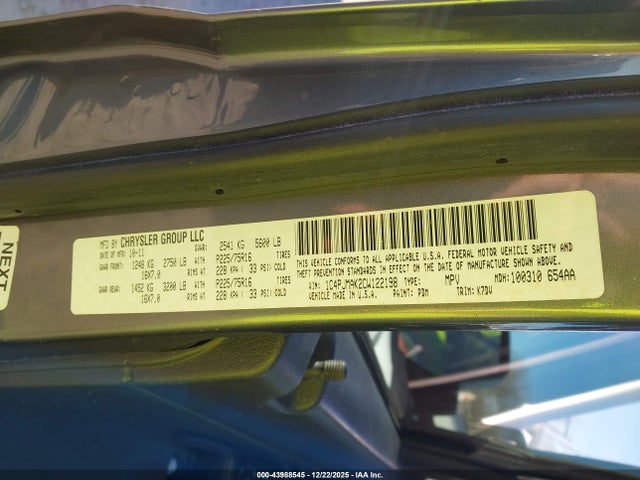 NEXT
MFD BY CHRYSLER GROUP LLC
DATE OF MFR: 10-11 GVWR: 2541 KG 5600 LB
GAWR FRONT: 1248 KG 2750 LB P225/75R16 TIRES
16X7.0 RIMS AT 228 KPA ( 33 PSI) COLD
GAWR REAR: 1452 KG 3200 LB P225/75R16 TIRES
16X7.0 RIMS AT 228 KPA ( 33 PSI) COLD
THIS VEHICLE CONFORMS TO ALL APPLICABLE U.S.A. FEDERAL MOTOR VEHICLE SAFETY AND
THEFT PREVENTION STANDARDS IN EFFECT ON THE DATE OF MANUFACTURE SHOWN ABOVE.
VIN: 1C4PJMAK2CW122198 TYPE: MPV MDH: 100310 654AA
VEHICLE MADE IN U.S.A. PAINT: PDM TRIM: K7DV
000-43988545 - 12/22/2025 - IAA Inc.